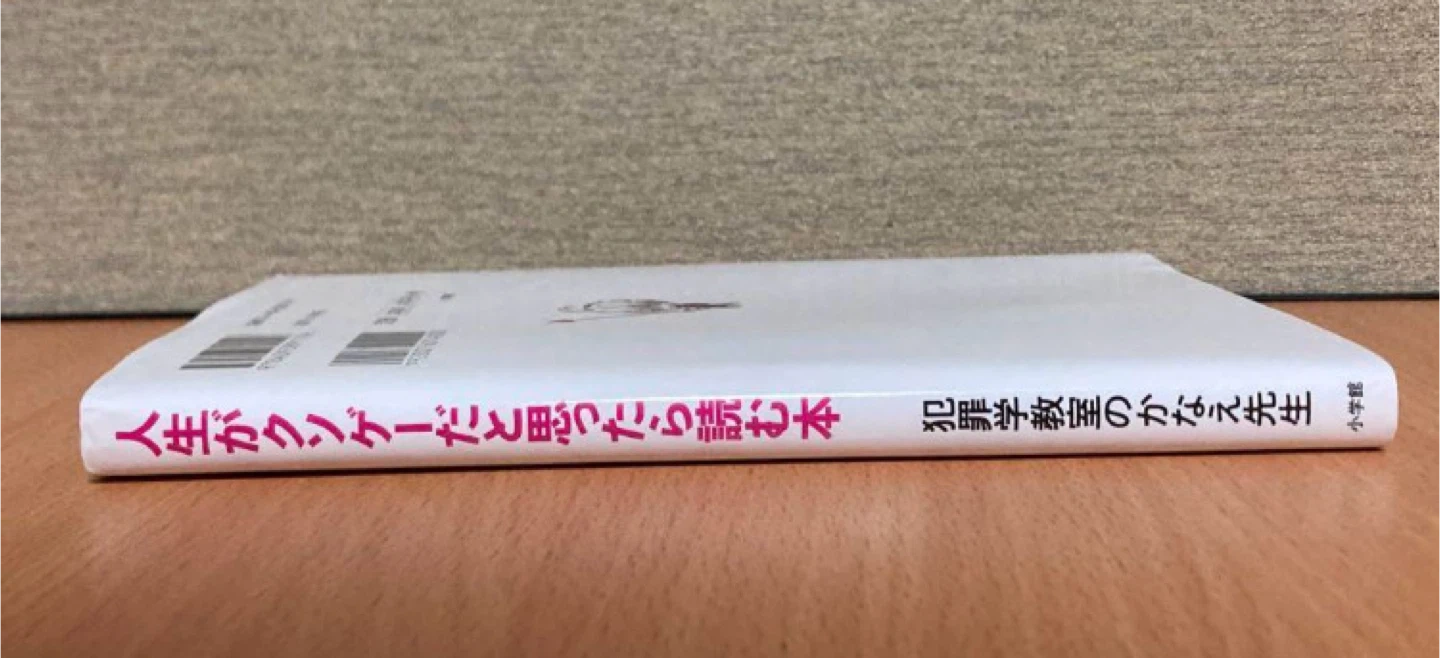 人生がクソゲーだと思ったら読む本
犯罪学教室のかなえ先生
小学館